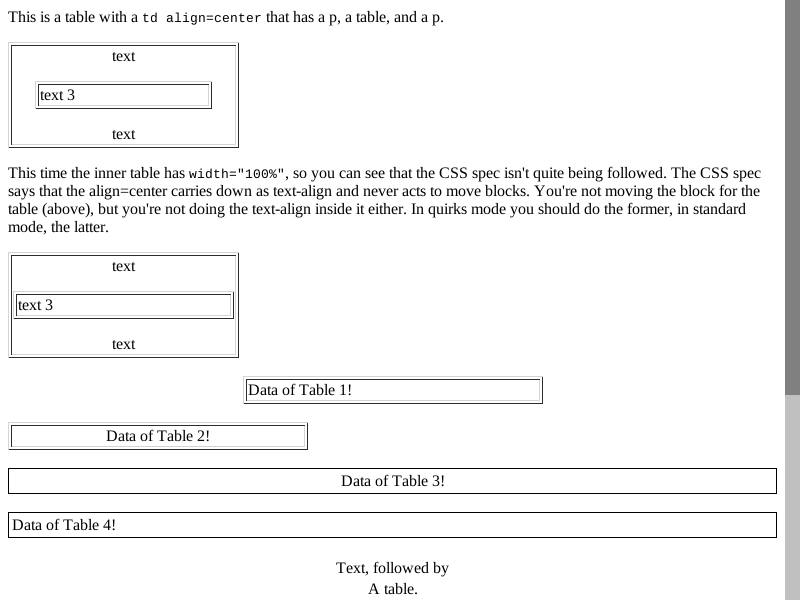 This is a table with a td align=center that has a p, a table, and a p.
text
text 3
text
This time the inner table has width="100%", so you can see that the CSS spec isn't quite being followed. The CSS spec
says that the align=center carries down as text-align and never acts to move blocks. You're not moving the block for the
table (above), but you're not doing the text-align inside it either. In quirks mode you should do the former, in standard
mode, the latter.
text
text 3
text
Data of Table 1!
Data of Table 2!
Data of Table 3!
Data of Table 4!
Text, followed by
A table.